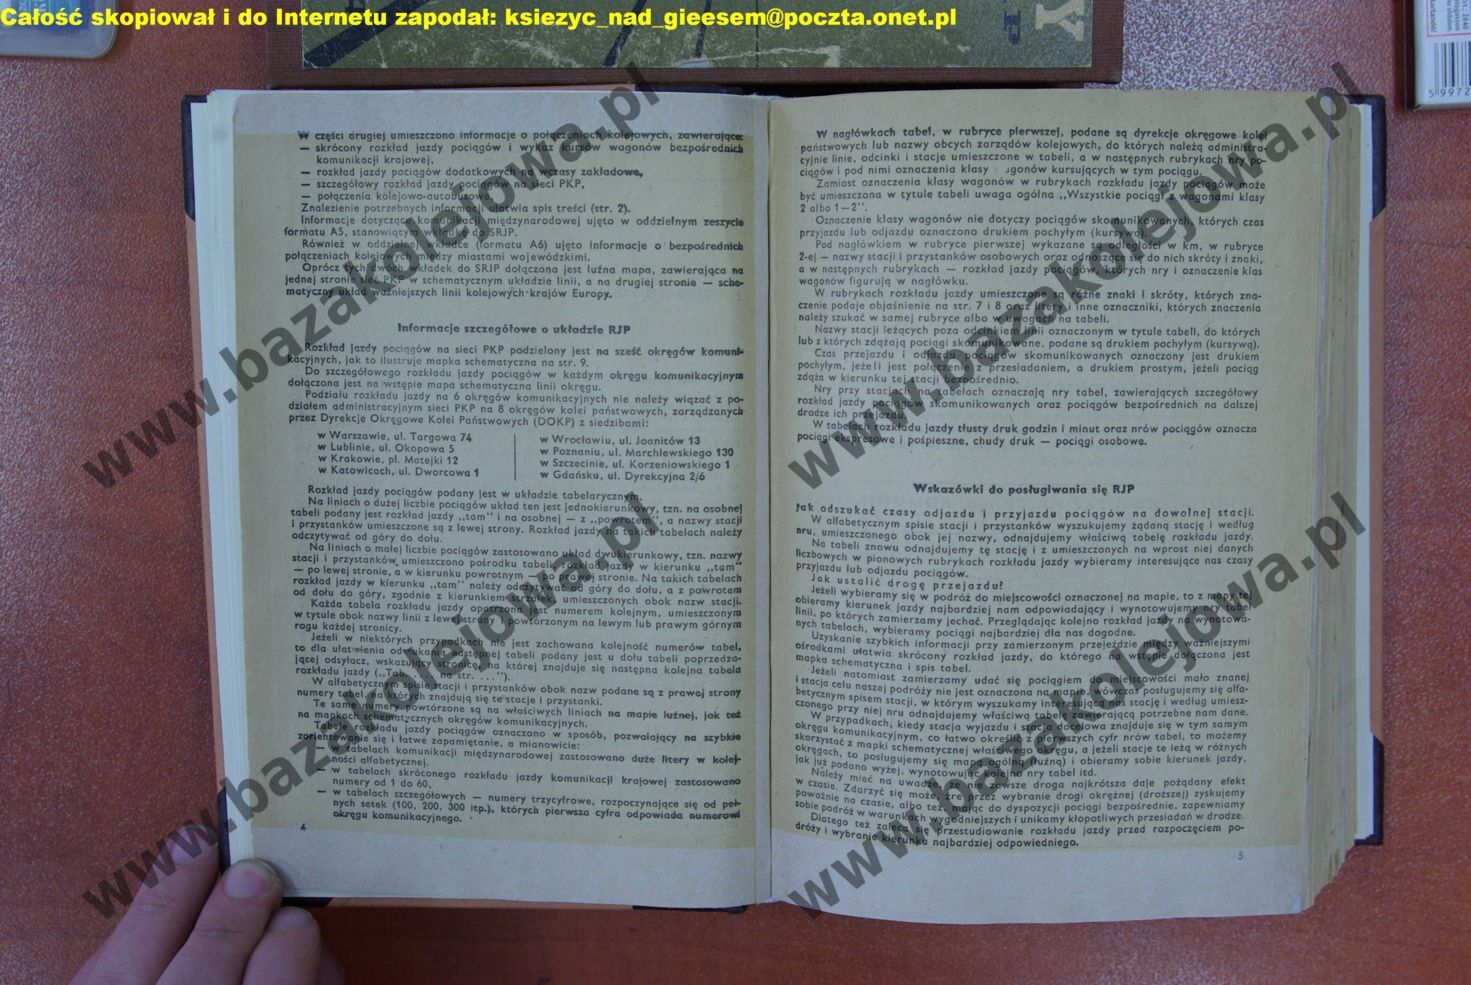 Całość skopiował i do Internetu zapodał: ksiezyc_nad_gieesem@poczta.onet.pl
W części drugiej umieszczono informacje o połączeniach kolejowych, zawierające:
— skrócony rozkład jazdy pociągów i wykaz kursów wagonów bezpośrednich
komunikacji krajowej,
— rozkład jazdy pociągów dodatkowych na wczasy zakładowe,
— szczegółowy rozkład jazdy pociągów na sieci PKP,
— połączenia kolejowo-autobusowe.
Znalezienie potrzebnych informacji ułatwia spis treści (str. 2).
Informacje dotyczące komunikacji międzynarodowej ujęto w oddzielnym zeszycie
formatu A5, stanowiącym wkładkę do SRJP.
Również w oddzielnej wkładce (formatu A6) ujęto informacje o bezpośrednich
połączeniach kolejowych między miastami wojewódzkimi.
Oprócz tych dwóch wkładek do SRJP dołączona jest luźna mapa, zawierająca na
jednej stronie sieć PKP w schematycznym układzie linii, a na drugiej stronie — sche-
matyczny układ ważniejszych linii kolejowych krajów Europy.
Informacje szczegółowe o układzie RJP
Rozkład jazdy pociągów na sieci PKP podzielony jest na sześć okręgów komuni-
kacyjnych, jak to ilustruje mapka schematyczna na str. 9.
Do szczegółowego rozkładu jazdy pociągów w każdym okręgu komunikacyjnym
dołączona jest na wstępie mapa schematyczna linii okręgu.
Podziału rozkładu jazdy na 6 okręgów komunikacyjnych nie należy wiązać z po-
działem administracyjnym sieci PKP na 8 okręgów kolei państwowych, zarządzanych
przez Dyrekcje Okręgowe Kolei Państwowych (DOKP) z siedzibami:
w Warszawie, ul. Targowa 74
w Lublinie, ul. Okopowa 5
w Krakowie, pl. Matejki 12
w Katowicach, ul. Dworcowa 1
w Wrocławiu, ul. Joanitów 13
w Poznaniu, ul. Marchlewskiego 130
w Szczecinie, ul. Korzeniowskiego 1
w Gdańsku, ul. Dyrekcyjna 2/6
Rozkład jazdy pociągów podany jest w układzie tabelarycznym.
Na liniach o dużej liczbie pociągów układ ten jest jednokierunkowy, tzn. na osobnej
tabeli podany jest rozkład jazdy „tam" i na osobnej — z „powrotem", a nazwy stacji
i przystanków umieszczone są z lewej strony. Rozkład jazdy na takich tabelach należy
odczytywać od góry do dołu.
Na liniach o małej liczbie pociągów zastosowano układ dwukierunkowy, tzn. nazwy
stacji i przystanków umieszczono pośrodku tabeli, rozkład jazdy w kierunku „tam"
— po lewej stronie, a w kierunku powrotnym — po prawej stronie. Na takich tabelach
rozkład jazdy w kierunku „tam" należy odczytywać od góry do dołu, a z powrotem
od dołu do góry, zgodnie z kierunkiem strzałek, umieszczonych obok nazw stacji.
Każda tabela rozkładu jazdy opatrzona jest numerem kolejnym, umieszczonym
w tytule obok nazwy linii z lewej strony i powtórzonym na lewym lub prawym górnym
rogu każdej stronicy.
Jeżeli w niektórych przypadkach nie jest zachowana kolejność numerów tabel,
to dla ułatwienia odszukania następnej tabeli podany jest u dołu tabeli poprzedza-
jącej odsyłacz, wskazujący stronicę, na której znajduje się następna kolejna tabela
rozkładu jazdy („Tab. ... na str. ...").
W alfabetycznym spisie stacji i przystanków obok nazw podane są z prawej strony
numery tabel, w których znajdują się te stacje i przystanki.
Te same numery powtórzone są na właściwych liniach na mapie luźnej, jak też
na mapkach schematycznych okręgów komunikacyjnych.
Tabele rozkładu jazdy pociągów oznaczono w sposób, pozwalający na szybkie
zorientowanie się i łatwe zapamiętanie, a mianowicie:
— w tabelach komunikacji międzynarodowej zastosowano duże litery w kolej-
ności alfabetycznej.
— w tabelach skróconego rozkładu jazdy komunikacji krajowej zastosowano
numery od 1 do 60,
— w tabelach szczegółowych — numery trzycyfrowe, rozpoczynające się od peł-
nych setek (100, 200, 300 itp.), których pierwsza cyfra odpowiada numerowi
okręgu komunikacyjnego.
4
W nagłówkach tabel, w rubryce pierwszej, podane są dyrekcje okręgowe kolei
państwowych lub nazwy obcych zarządów kolejowych, do których należą administra-
cyjnie linie, odcinki i stacje umieszczone w tabeli, a w następnych rubrykach nry po-
ciągów i pod nimi oznaczenia klasy wagonów kursujących w tym pociągu.
Zamiast oznaczenia klasy wagonów w rubrykach rozkładu jazdy pociągów może
być umieszczona w tytule tabeli uwaga ogólna „Wszystkie pociągi z wagonami klasy
2 albo 1—2".
Oznaczenie klasy wagonów nie dotyczy pociągów skomunikowanych, których czas
przyjazdu lub odjazdu oznaczono drukiem pochyłym (kursywą).
Pod nagłówkiem w rubryce pierwszej wykazane są odległości w km, w rubryce
2-ej — nazwy stacji i przystanków osobowych oraz odnoszące się do nich skróty i znaki,
a w następnych rubrykach — rozkład jazdy pociągów, których nry i oznaczenie klas
wagonów figurują w nagłówku.
W rubrykach rozkładu jazdy umieszczone są różne znaki i skróty, których zna-
czenie podaje objaśnienie na str. 7 i 8 oraz litery i inne oznaczniki, których znaczenia
należy szukać w samej rubryce albo w uwagach na tabeli.
Nazwy stacji leżących poza odcinkiem linii oznaczonym w tytule tabeli, do których
lub z których zdążają pociągi skomunikowane, podane są drukiem pochyłym (kursywą).
Czas przejazdu i odjazdu pociągów skomunikowanych oznaczony jest drukiem
pochyłym, jeżeli jest połączenie z przesiadaniem, a drukiem prostym, jeżeli pociąg
zdąża w kierunku tej stacji bezpośrednio.
Nry przy stacjach na tabelach oznaczają nry tabel, zawierających szczegółowy
rozkład jazdy pociągów skomunikowanych oraz pociągów bezpośrednich na dalszej
drodze ich przejazdu.
W tabelach rozkładu jazdy tłusty druk godzin i minut oraz nrów pociągów oznacza
pociągi ekspresowe i pośpieszne, chudy druk — pociągi osobowe.
Wskazówki do posługiwania się RJP
Jak odszukać czasy odjazdu i przyjazdu pociągów na dowolnej stacji.
W alfabetycznym spisie stacji i przystanków wyszukujemy żądaną stację i według
nru, umieszczonego obok jej nazwy, odnajdujemy właściwą tabelę rozkładu jazdy.
Na tabeli znowu odnajdujemy tę stację i z umieszczonych na wprost niej danych
liczbowych w pionowych rubrykach rozkładu jazdy wybieramy interesujące nas czasy
przyjazdu lub odjazdu pociągów.
Jak ustalić drogę przejazdu?
Jeżeli wybieramy się w podróż do miejscowości oznaczonej na mapie, to z mapy tej
obieramy kierunek jazdy najbardziej nam odpowiadający i wynotowujemy nry tabel
linii, po których zamierzamy jechać. Przeglądając kolejno rozkład jazdy na wynotowa-
nych tabelach, wybieramy pociągi najbardziej dla nas dogodne.
Uzyskanie szybkich informacji przy zamierzonym przejeździe między ważniejszymi
ośrodkami ułatwia skrócony rozkład jazdy, do którego na wstępie dołączona jest
mapka schematyczna i spis tabel.
Jeżeli natomiast zamierzamy udać się pociągiem do miejscowości mało znanej
i stacja celu naszej podróży nie jest oznaczona na mapie, wówczas posługujemy się alfa-
betycznym spisem stacji, w którym wyszukamy interesującą nas stację i według umiesz-
czonego przy niej nru odnajdujemy właściwą tabelę, zawierającą potrzebne nam dane.
W przypadkach, kiedy stacja wyjazdu i stacja docelowa znajduje się w tym samym
okręgu komunikacyjnym, co łatwo określić z pierwszych cyfr nrów tabel, to możemy
skorzystać z mapki schematycznej właściwego okręgu, a jeżeli stacje te leżą w różnych
okręgach, to posługujemy się mapą ogólną (luźną) i obieramy sobie kierunek jazdy,
jak już podano wyżej, wynotowując kolejno nry tabel itd.
Należy mieć na uwadze, że nie zawsze droga najkrótsza daje pożądany efekt
w czasie. Zdarzyć się może, że przez wybranie drogi okrężnej (droższej) zyskujemy
poważnie na czasie, albo też, mając do dyspozycji pociągi bezpośrednie, zapewniamy
sobie podróż w warunkach wygodniejszych i unikamy kłopotliwych przesiadań w drodze.
Dlatego też zaleca się przestudiowanie rozkładu jazdy przed rozpoczęciem po-
dróży i wybranie kierunku najbardziej odpowiedniego.
5
www.bazakolejowa.pl
www.bazakolejowa.pl
www.bazakolejowa.pl
www.bazakolejowa.pl